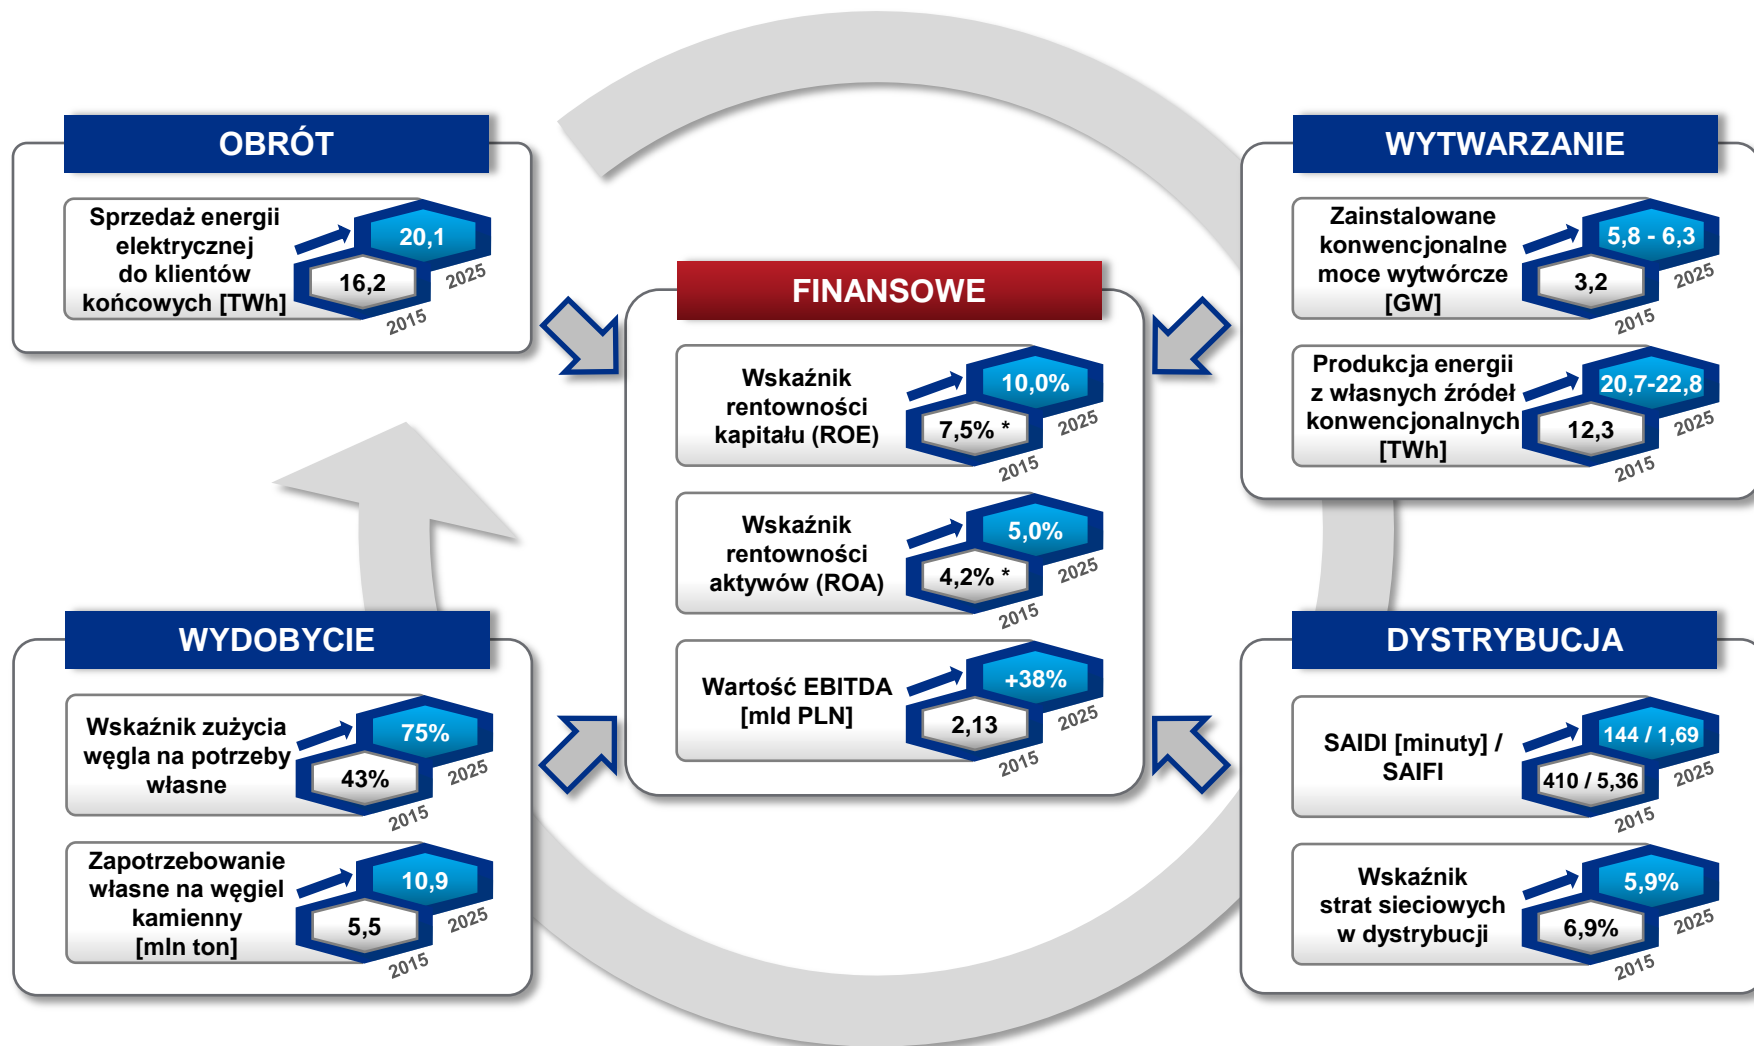 OBRÓT
Sprzedaż energii
elektrycznej
do klientów
końcowych [TWh]
20,1
2025
16,2
2015
WYTWARZANIE
Zainstalowane
konwencjonalne
moce wytwórcze
[GW]
5,8 - 6,3
2025
3,2
2015
Produkcja energii
z własnych źródeł
konwencjonalnych
[TWh]
20,7-22,8
2025
12,3
2015
FINANSOWE
Wskaźnik
rentowności
kapitału (ROE)
10,0%
2025
7,5% *
2015
Wskaźnik
rentowności
aktywów (ROA)
5,0%
2025
4,2% *
2015
Wartość EBITDA
[mld PLN]
+38%
2025
2,13
2015
WYDOBYCIE
Wskaźnik zużycia
węgla na potrzeby
własne
75%
2025
43%
2015
Zapotrzebowanie
własne na węgiel
kamienny
[mln ton]
10,9
2025
5,5
2015
DYSTRYBUCJA
SAIDI [minuty] /
SAIFI
144 / 1,69
2025
410 / 5,36
2015
Wskaźnik
strat sieciowych
w dystrybucji
5,9%
2025
6,9%
2015